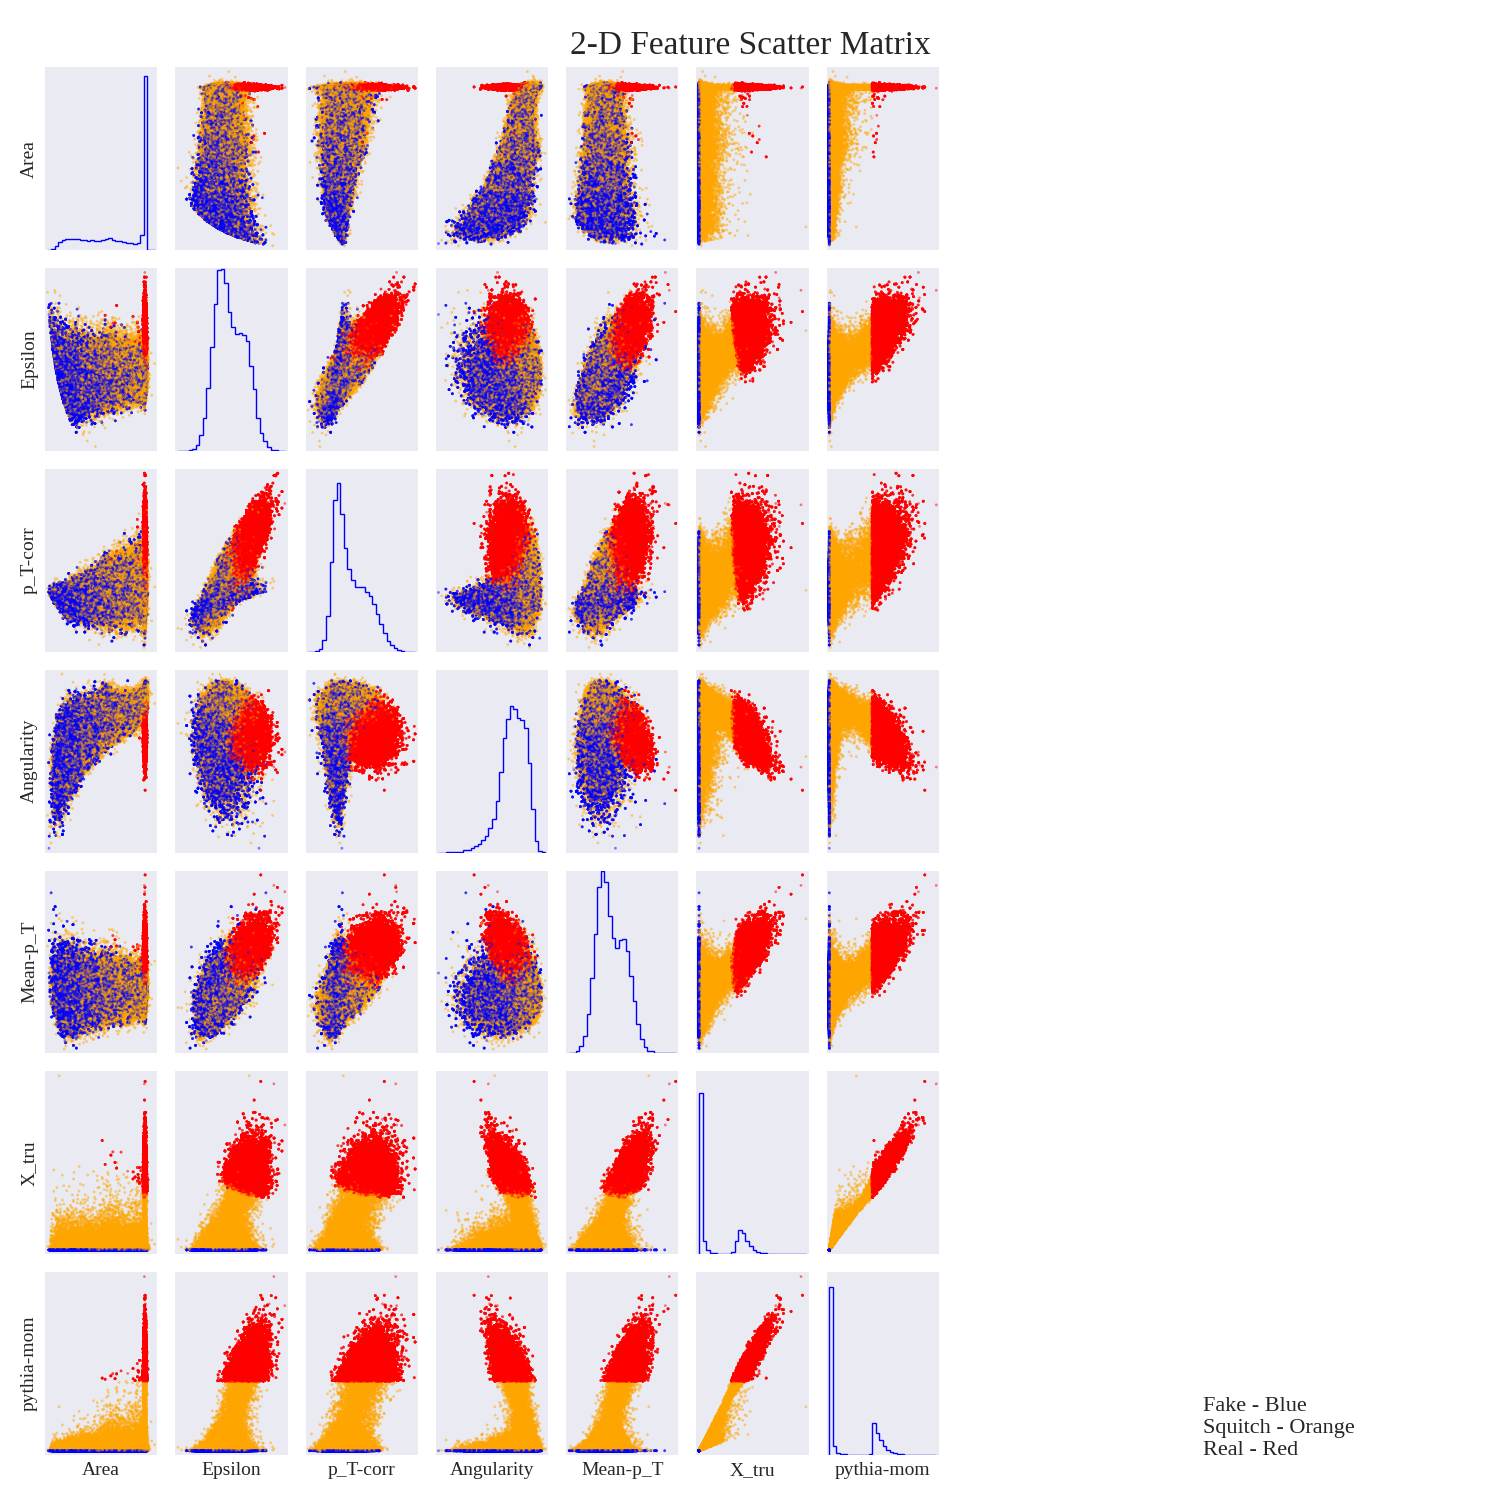 2-D Feature Scatter Matrix
Area
Epsilon
p_T-corr
Angularity
Mean-p_T
X_tru
pythia-mom
Fake - Blue
Squitch - Orange
Real - Red
Area
Epsilon
p_T-corr
Angularity
Mean-p_T
X_tru
pythia-mom